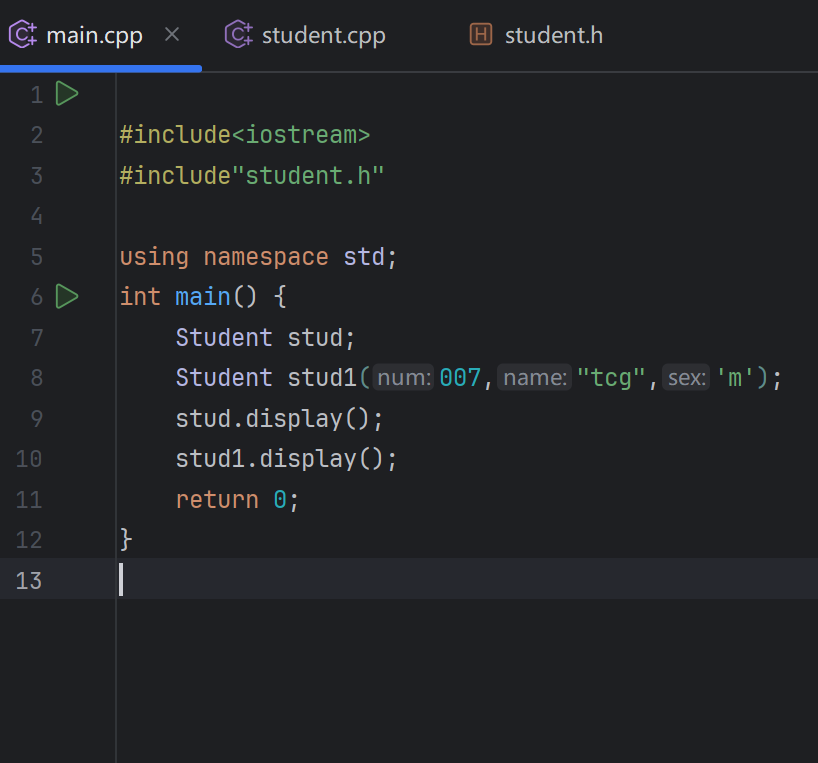 main.cpp student.cpp H student.h
1
2 #include<iostream>
3 #include"student.h"
4
5 using namespace std;
6 int main() {
7     Student stud;
8     Student stud1(num: 007, name: "tcg", sex: 'm');
9     stud.display();
10     stud1.display();
11     return 0;
12 }
13